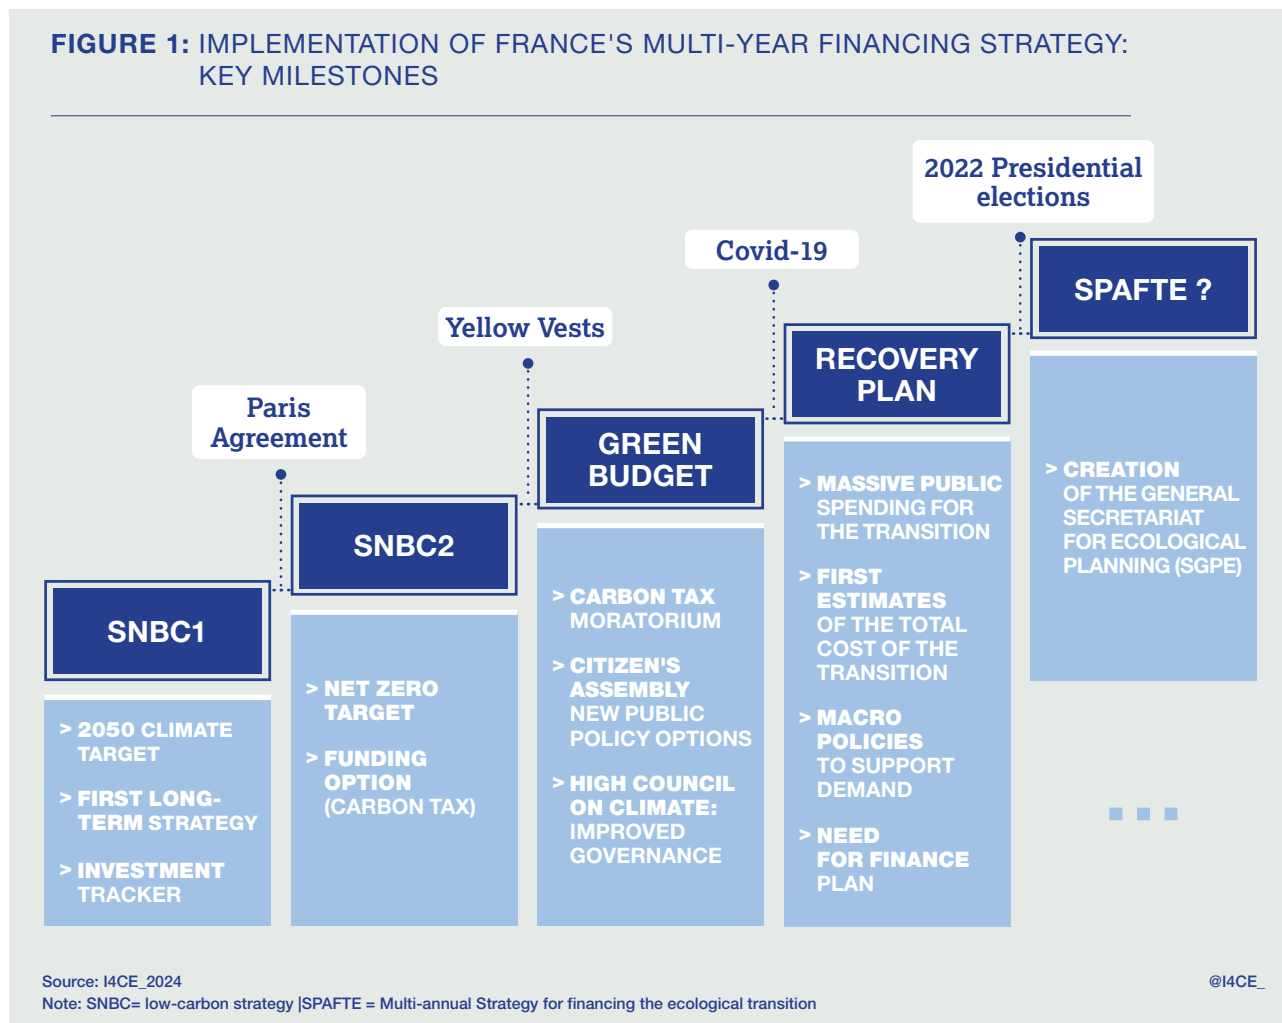 FIGURE 1: IMPLEMENTATION OF FRANCE'S MULTI-YEAR FINANCING STRATEGY:
KEY MILESTONES
SNBC1
> 2050 CLIMATE
TARGET
> FIRST LONG-
TERM STRATEGY
> INVESTMENT
TRACKER
Paris
Agreement
SNBC2
> NET ZERO
TARGET
> FUNDING
OPTION
(CARBON TAX)
Yellow Vests
GREEN
BUDGET
> CARBON TAX
MORATORIUM
> CITIZEN'S
ASSEMBLY
NEW PUBLIC
POLICY OPTIONS
> HIGH COUNCIL
ON CLIMATE:
IMPROVED
GOVERNANCE
Covid-19
RECOVERY
PLAN
> MASSIVE PUBLIC
SPENDING FOR
THE TRANSITION
> FIRST
ESTIMATES
OF THE TOTAL
COST OF THE
TRANSITION
> MACRO
POLICIES
TO SUPPORT
DEMAND
> NEED
FOR FINANCE
PLAN
2022 Presidential
elections
SPAFTE ?
> CREATION
OF THE GENERAL
SECRETARIAT
FOR ECOLOGICAL
PLANNING (SGPE)
...
Source: I4CE_2024
@I4CE_
Note: SNBC= low-carbon strategy |SPAFTE = Multi-annual Strategy for financing the ecological transition